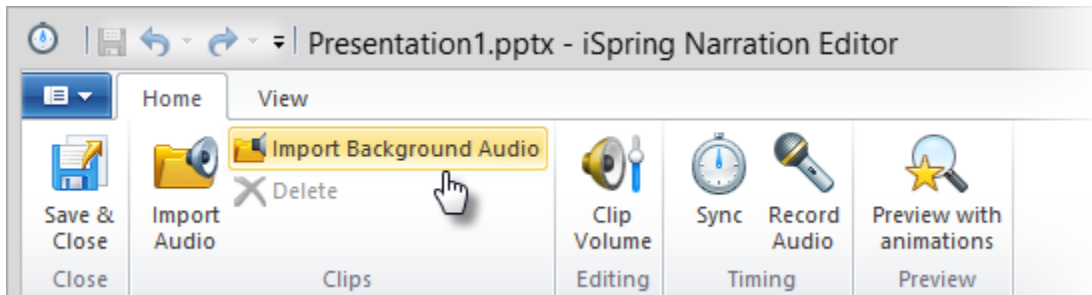 Presentation1.pptx - iSpring Narration Editor
Home View
Import Background Audio
Delete
Save &
Close
Import
Audio
Clip
Volume
Sync
Record
Audio
Preview with
animations
Close
Clips
Editing
Timing
Preview